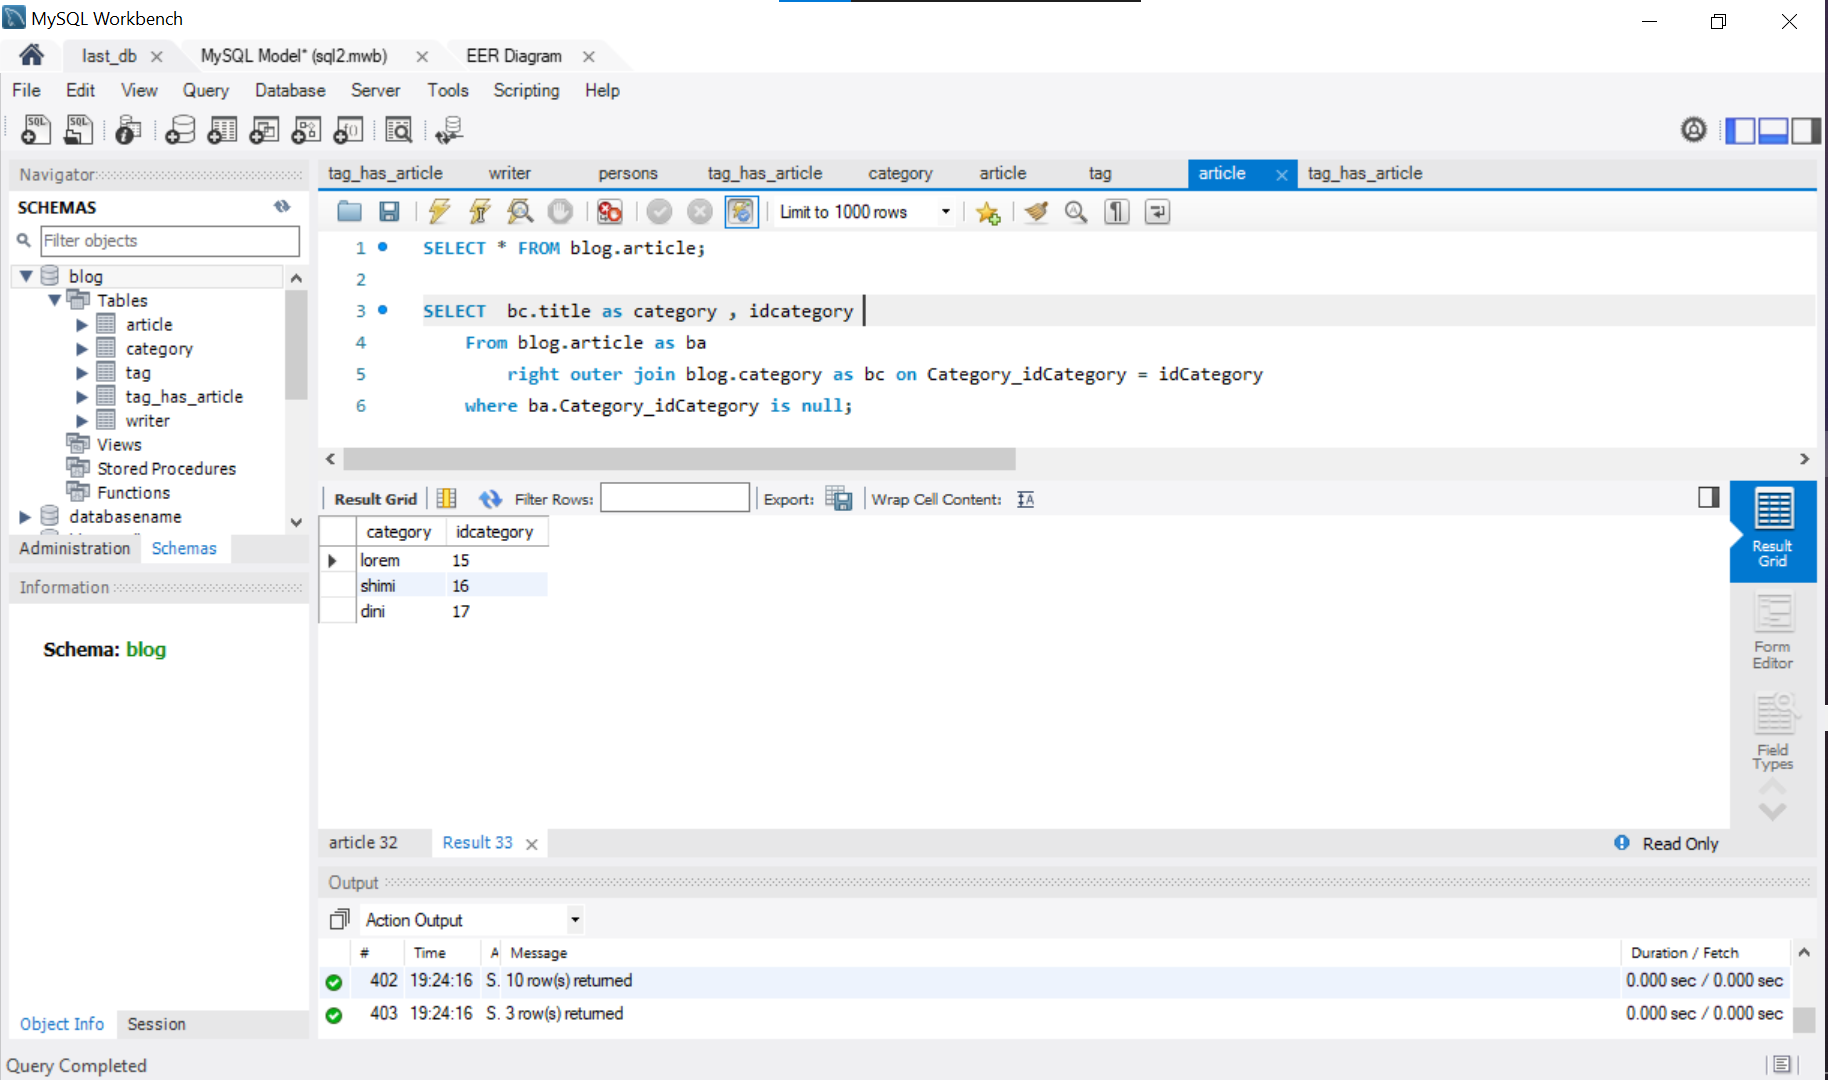 MySQL Workbench
last_db
MySQL Model* (sql2.mwb)
EER Diagram
File Edit View Query Database Server Tools Scripting Help
Navigator
SCHEMAS
Filter objects
blog
Tables
article
category
tag
tag_has_article
writer
Views
Stored Procedures
Functions
databasename
Administration Schemas
Information
Schema: blog
Object Info Session
Query Completed
tag_has_article writer persons tag_has_article category article tag article tag_has_article
Limit to 1000 rows
1 SELECT * FROM blog.article;
2
3 SELECT  bc.title as category , idcategory
4 From blog.article as ba
5 right outer join blog.category as bc on Category_idCategory = idCategory
6 where ba.Category_idCategory is null;
Result Grid Filter Rows: Export: Wrap Cell Content:
category idcategory
lorem 15
shimi 16
dini 17
Result
Grid
Form
Editor
Field
Types
article 32 Result 33 Read Only
Output
Action Output
# Time A Message Duration / Fetch
402 19:24:16 S. 10 row(s) returned 0.000 sec / 0.000 sec
403 19:24:16 S. 3 row(s) returned 0.000 sec / 0.000 sec